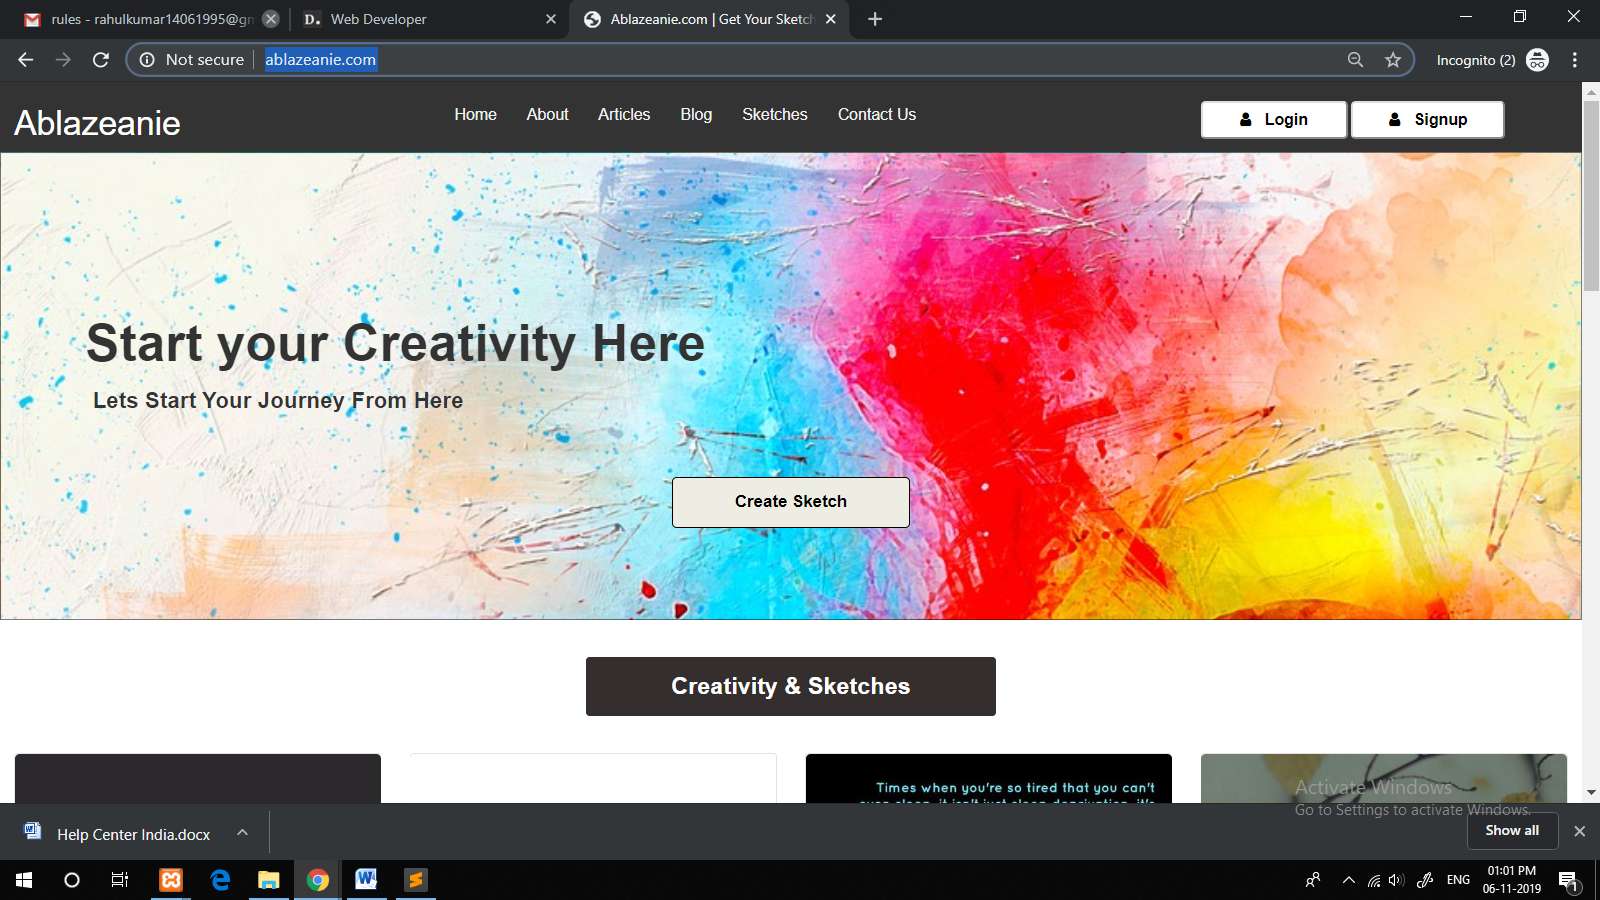 rules - rahulkumar14061995@gm
D. Web Developer
Ablazeanie.com | Get Your Sketch
Not secure
ablazeanie.com
Incognito (2)
Ablazeanie
Home
About
Articles
Blog
Sketches
Contact Us
Login
Signup
Start your Creativity Here
Lets Start Your Journey From Here
Create Sketch
Creativity & Sketches
Times when you're so tired that you can't
Activate Windows
Go to Settings to activate Windows.
Help Center India.docx
Show all
ENG
01:01 PM
06-11-2019
1